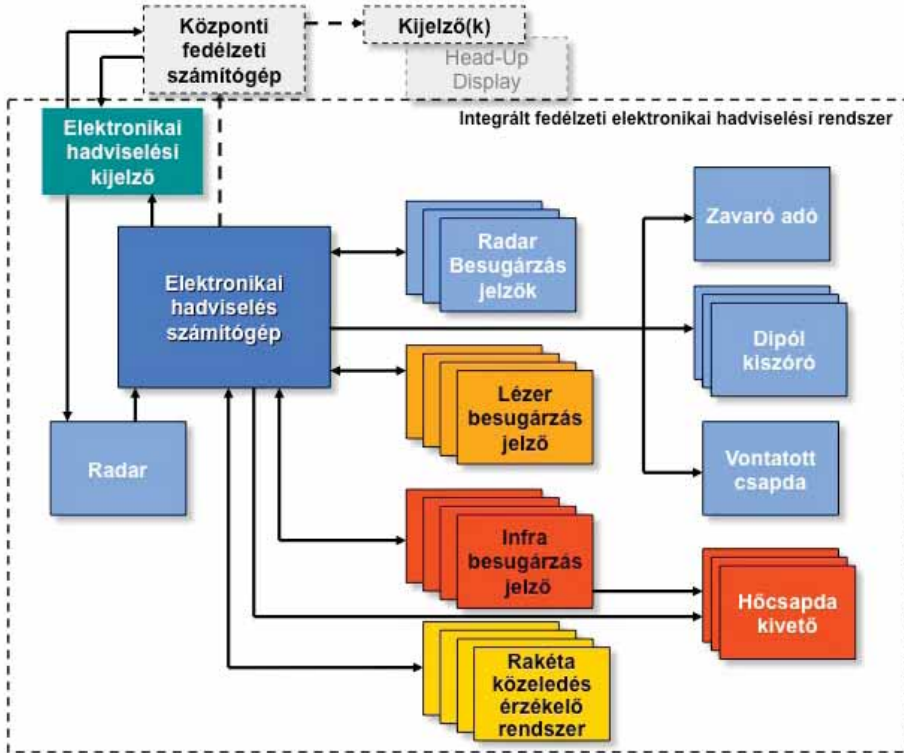 Központi
fedélzeti
számítógép
Kijelző(k)
Head-Up
Display
Integrált fedélzeti elektronikai hadviselési rendszer
Elektronikai
hadviselési
kijelző
Elektronikai
hadviselés
számítógép
Radar
Besugárzás
jelzők
Zavaró adó
Dipól
kiszóró
Lézer
besugárzás
jelző
Radar
Vontatott
csapda
Infra
besugárzás
jelző
Hőcsapda
kivető
Rakéta
közeledés
érzékelő
rendszer